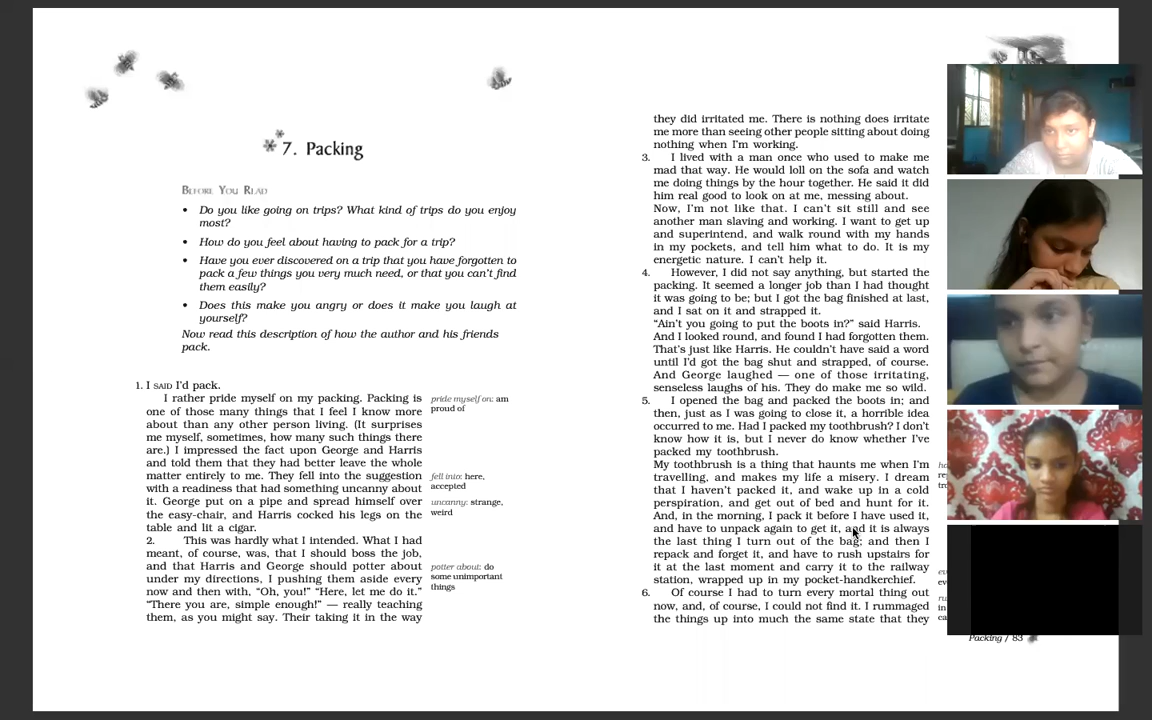 7. Packing
BEFORE YOU READ
• Do you like going on trips? What kind of trips do you enjoy
most?
• How do you feel about having to pack for a trip?
• Have you ever discovered on a trip that you have forgotten to
pack a few things you very much need, or that you can't find
them easily?
• Does this make you angry or does it make you laugh at
yourself?
Now read this description of how the author and his friends
pack.
1. I SAID I'd pack.
I rather pride myself on my packing. Packing is
one of those many things that I feel I know more
about than any other person living. (It surprises
me myself, sometimes, how many such things there
are.) I impressed the fact upon George and Harris
and told them that they had better leave the whole
matter entirely to me. They fell into the suggestion
with a readiness that had something uncanny about
it. George put on a pipe and spread himself over
the easy-chair, and Harris cocked his legs on the
table and lit a cigar.
2. This was hardly what I intended. What I had
meant, of course, was, that I should boss the job,
and that Harris and George should potter about
under my directions, I pushing them aside every
now and then with, “Oh, you!” “Here, let me do it.”
“There you are, simple enough!” — really teaching
them, as you might say. Their taking it in the way
pride myself on: am
proud of
fell into: here,
accepted
uncanny: strange,
weird
potter about: do
some unimportant
things
they did irritated me. There is nothing does irritate
me more than seeing other people sitting about doing
nothing when I'm working.
3. I lived with a man once who used to make me
mad that way. He would loll on the sofa and watch
me doing things by the hour together. He said it did
him real good to look on at me, messing about.
Now, I'm not like that. I can't sit still and see
another man slaving and working. I want to get up
and superintend, and walk round with my hands
in my pockets, and tell him what to do. It is my
energetic nature. I can't help it.
4. However, I did not say anything, but started the
packing. It seemed a longer job than I had thought
it was going to be; but I got the bag finished at last,
and I sat on it and strapped it.
“Ain't you going to put the boots in?” said Harris.
And I looked round, and found I had forgotten them.
That's just like Harris. He couldn't have said a word
until I'd got the bag shut and strapped, of course.
And George laughed — one of those irritating,
senseless laughs of his. They do make me so wild.
5. I opened the bag and packed the boots in; and
then, just as I was going to close it, a horrible idea
occurred to me. Had I packed my toothbrush? I don't
know how it is, but I never do know whether I've
packed my toothbrush.
My toothbrush is a thing that haunts me when I'm
travelling, and makes my life a misery. I dream
that I haven't packed it, and wake up in a cold
perspiration, and get out of bed and hunt for it.
And, in the morning, I pack it before I have used it,
and have to unpack again to get it, and it is always
the last thing I turn out of the bag; and then I
repack and forget it, and have to rush upstairs for
it at the last moment and carry it to the railway
station, wrapped up in my pocket-handkerchief.
6. Of course I had to turn every mortal thing out
now, and, of course, I could not find it. I rummaged
the things up into much the same state that they
Packing / 83